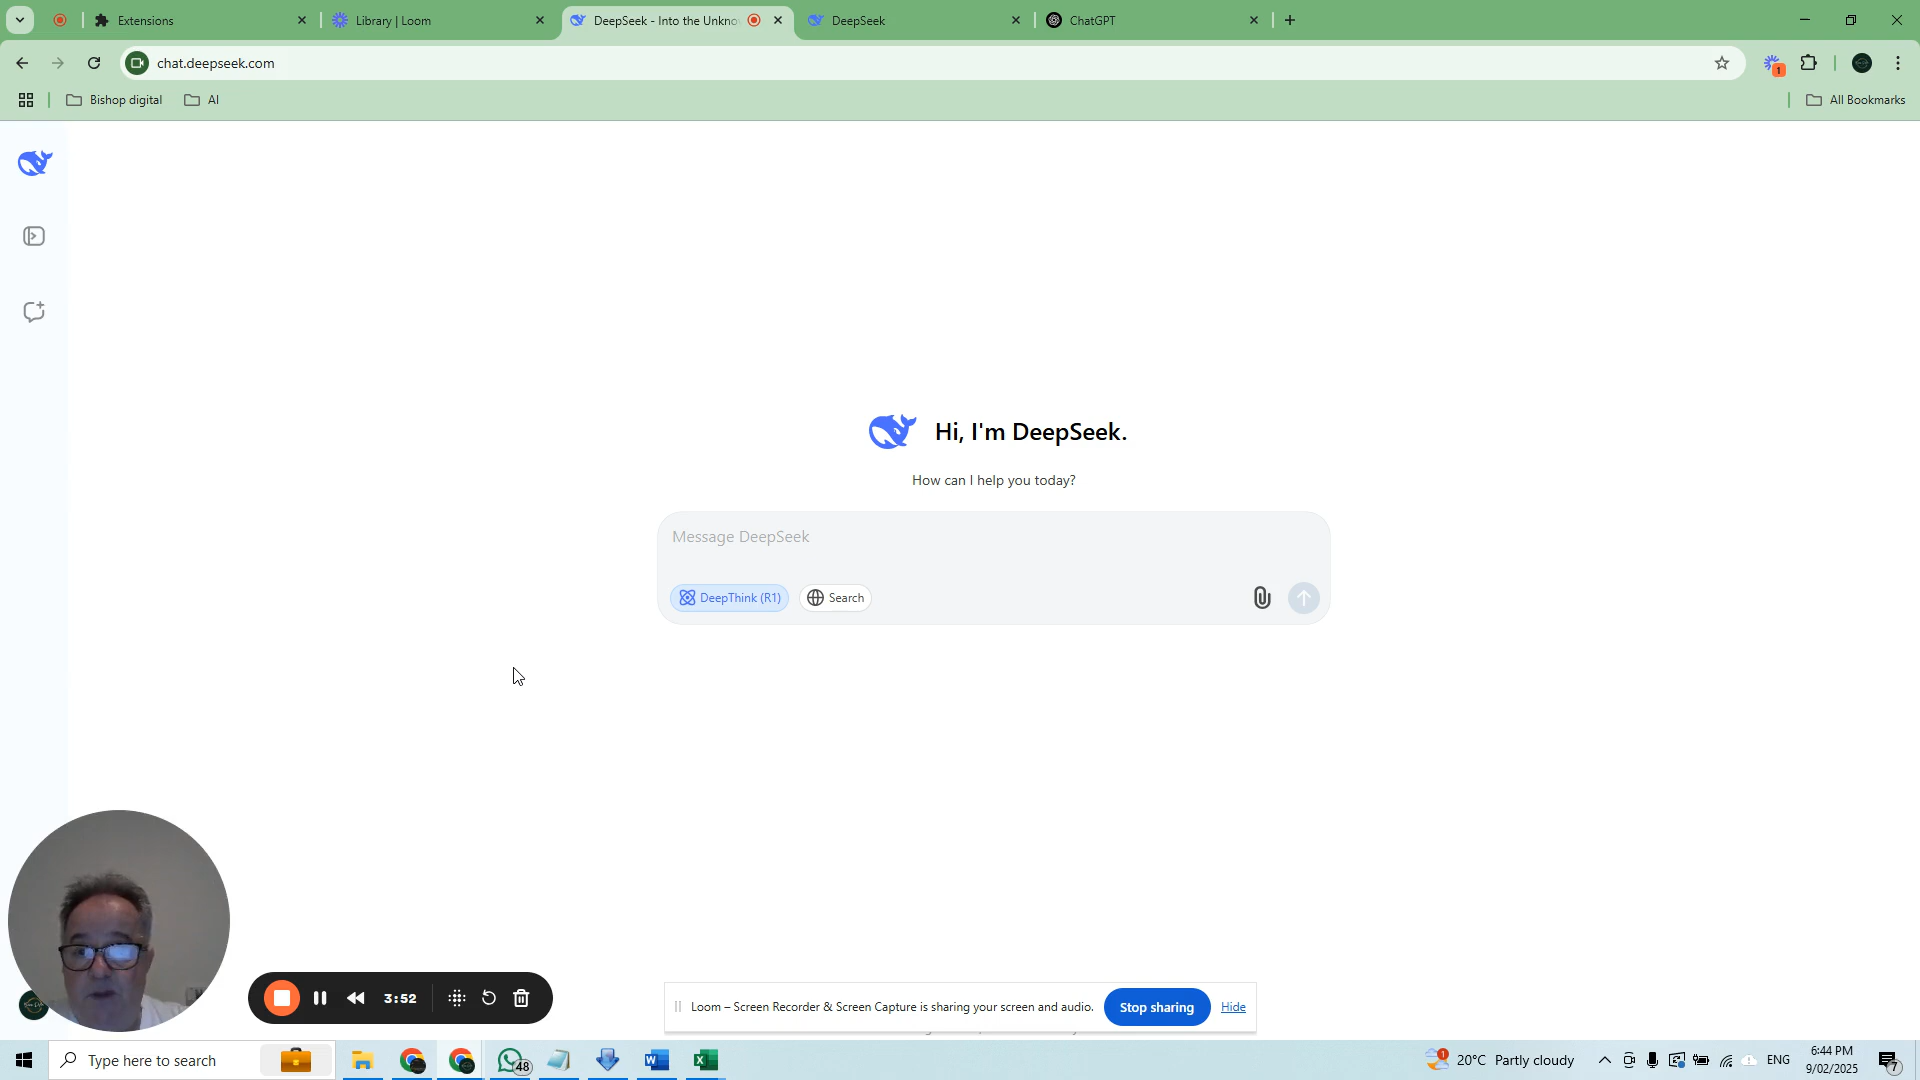 Extensions
Library | Loom
DeepSeek - Into the Unkno
DeepSeek
ChatGPT
chat.deepseek.com
1
Bishop digital
AI
All Bookmarks
Hi, I'm DeepSeek.
How can I help you today?
Message DeepSeek
DeepThink (R1)
Search
3:52
Loom – Screen Recorder & Screen Capture is sharing your screen and audio.
Stop sharing
Hide
Type here to search
48
1
20°C Partly cloudy
ENG
6:44 PM
9/02/2025
7